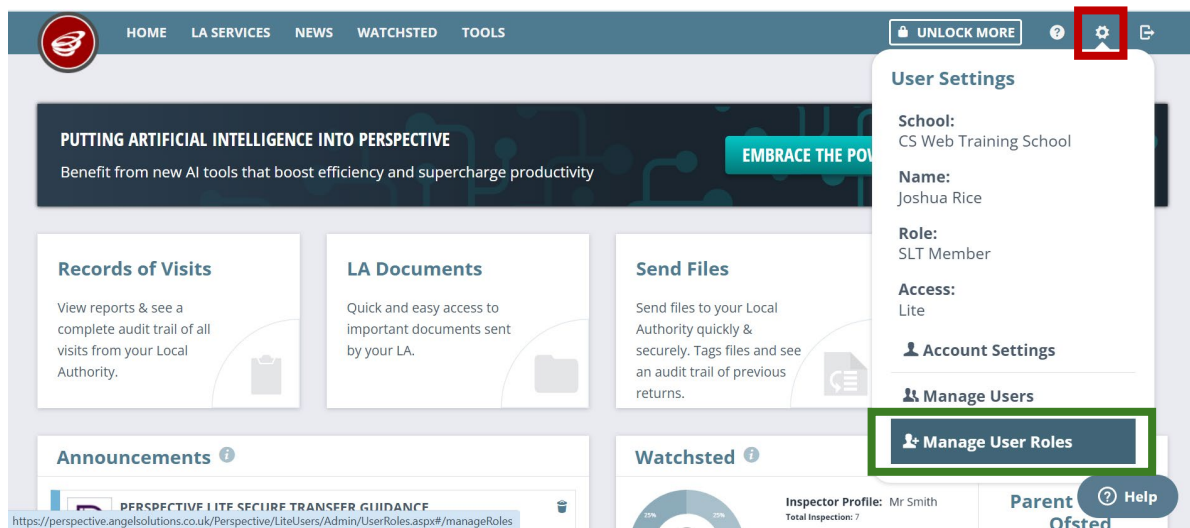 HOME LA SERVICES NEWS WATCHSTED TOOLS
UNLOCK MORE
User Settings
School:
CS Web Training School
Name:
Joshua Rice
Role:
SLT Member
Access:
Lite
Account Settings
Manage Users
Manage User Roles
PUTTING ARTIFICIAL INTELLIGENCE INTO PERSPECTIVE
Benefit from new AI tools that boost efficiency and supercharge productivity
EMBRACE THE
Records of Visits
View reports & see a
complete audit trail of all
visits from your Local
Authority.
LA Documents
Quick and easy access to
important documents sent
by your LA.
Send Files
Send files to your Local
Authority quickly &
securely. Tags files and see
an audit trail of previous
returns.
Announcements
PERSPECTIVE LITE SECURE TRANSFER GUIDANCE
Watchsted
25%
25%
Inspector Profile: Mr Smith
Total Inspection: 7
Parent
Ofsted
Help
https://perspective.angelsolutions.co.uk/Perspective/LiteUsers/Admin/UserRoles.aspx#/manageRoles